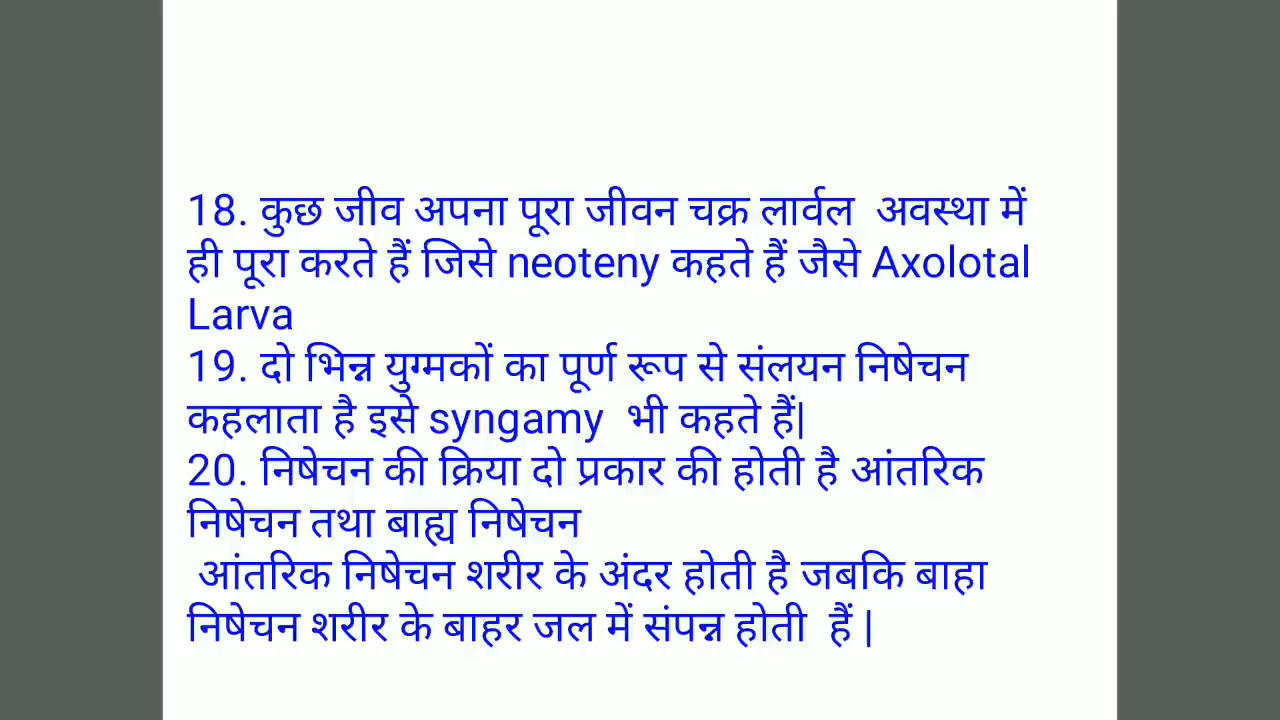 18. कुछ जीव अपना पूरा जीवन चक्र लार्वल अवस्था में
ही पूरा करते हैं जिसे neoteny कहते हैं जैसे Axolotal
Larva
19. दो भिन्न युग्मकों का पूर्ण रूप से संलयन निषेचन
कहलाता है इसे syngamy भी कहते हैं|
20. निषेचन की क्रिया दो प्रकार की होती है आंतरिक
निषेचन तथा बाह्य निषेचन
आंतरिक निषेचन शरीर के अंदर होती है जबकि बाहा
निषेचन शरीर के बाहर जल में संपन्न होती हैं |